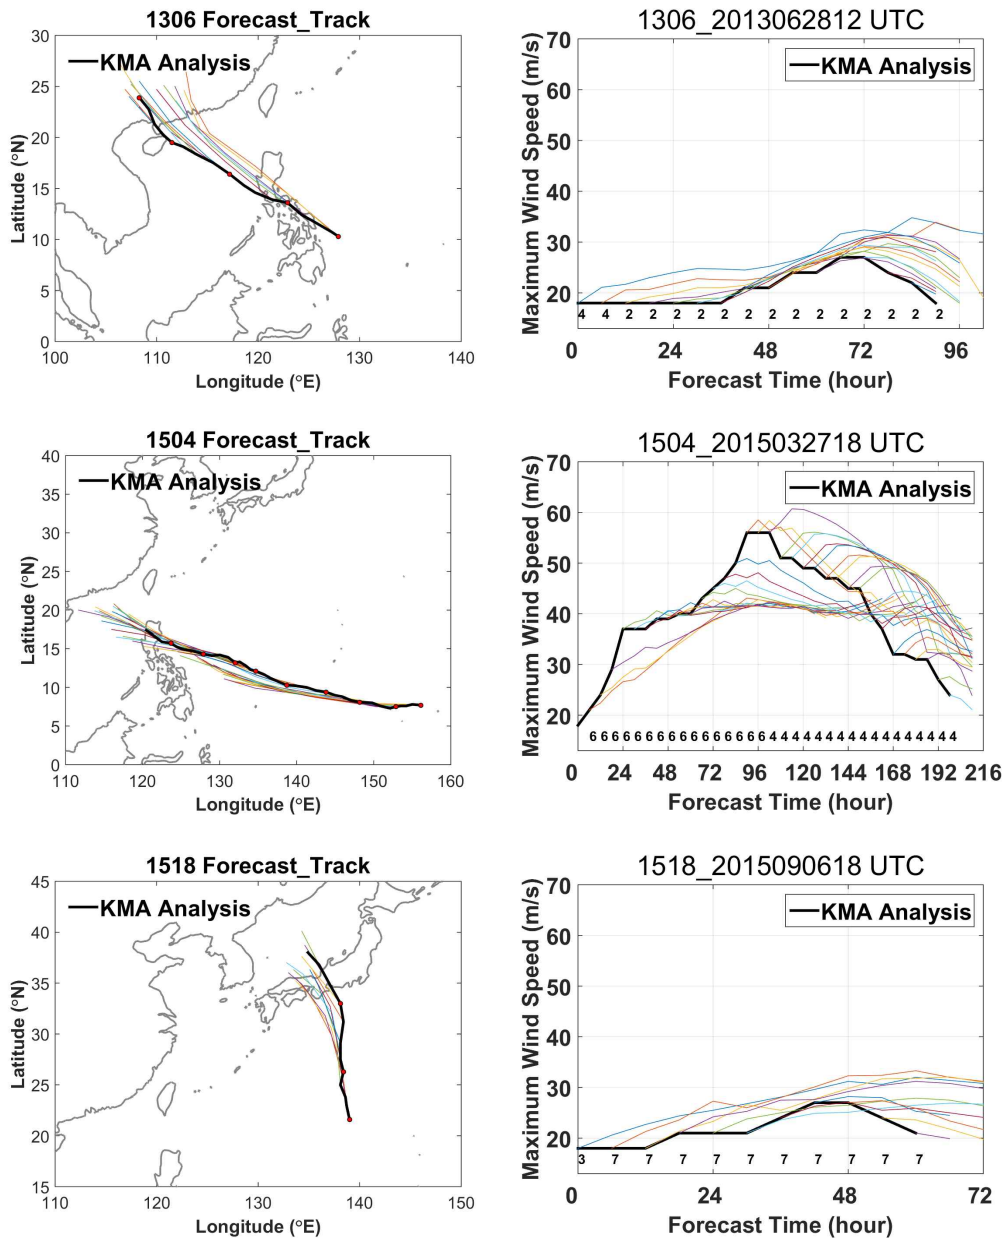 1306 Forecast_Track
KMA Analysis
30
25
20
15
10
5
0
Latitude (°N)
100 110 120 130 140
Longitude (°E)
1306_2013062812 UTC
KMA Analysis
70
60
50
40
30
20
Maximum Wind Speed (m/s)
4 4 2 2 2 2 2 2 2 2 2 2 2 2 2 2
0 24 48 72 96
Forecast Time (hour)
1504 Forecast_Track
KMA Analysis
40
35
30
25
20
15
10
5
0
Latitude (°N)
110 120 130 140 150 160
Longitude (°E)
1504_2015032718 UTC
KMA Analysis
70
60
50
40
30
20
Maximum Wind Speed (m/s)
6 6 6 6 6 6 6 6 6 6 6 6 6 6 6 6 4 4 4 4 4 4 4 4 4 4 4 4 4 4 4 4 4
0 24 48 72 96 120 144 168 192 216
Forecast Time (hour)
1518 Forecast_Track
KMA Analysis
45
40
35
30
25
20
15
Latitude (°N)
110 120 130 140 150
Longitude (°E)
1518_2015090618 UTC
KMA Analysis
70
60
50
40
30
20
Maximum Wind Speed (m/s)
3 7 7 7 7 7 7 7 7 7 7
0 24 48 72
Forecast Time (hour)